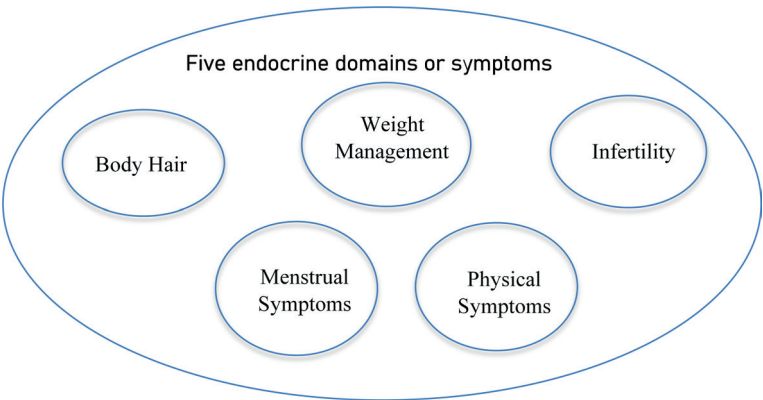 Five endocrine domains or symptoms
Body Hair
Weight
Management
Infertility
Menstrual
Symptoms
Physical
Symptoms